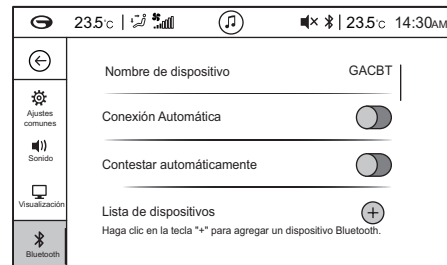 23.5°C 23.5°C 14:30AM
Nombre de dispositivo GACBT
Ajustes
comunes
Conexión Automática
Sonido
Contestar automáticamente
Visualización
Lista de dispositivos
Haga clic en la tecla "+" para agregar un dispositivo Bluetooth.
Bluetooth